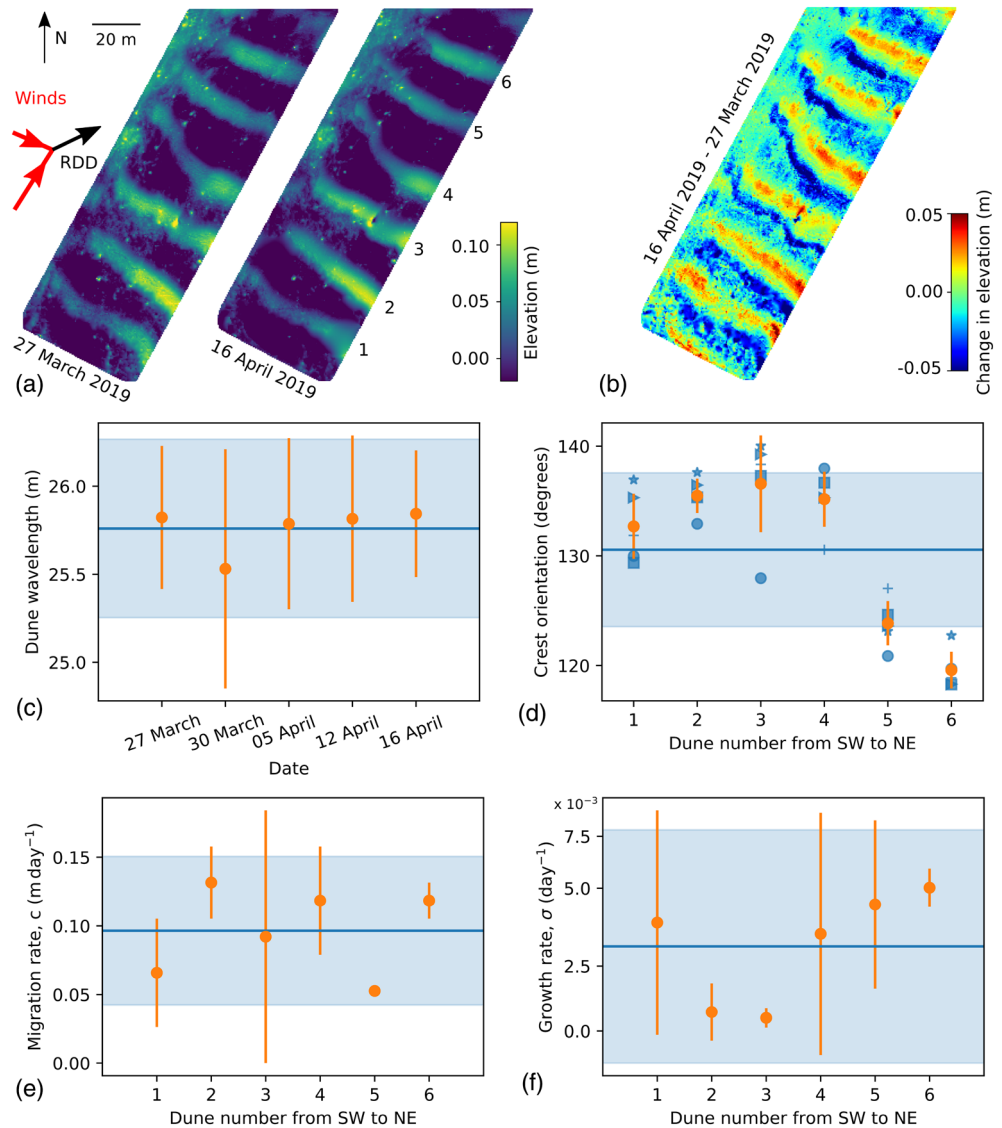 N
20 m
Winds
RDD
6
5
4
3
2
1
0.10
0.05
0.00
Elevation (m)
27 March 2019
16 April 2019
(a)
16 April 2019 - 27 March 2019
0.05
0.00
-0.05
Change in elevation (m)
(b)
26.0
25.5
25.0
Dune wavelength (m)
27 March
30 March
05 April
12 April
16 April
Date
(c)
140
130
120
Crest orientation (degrees)
1 2 3 4 5 6
Dune number from SW to NE
(d)
0.15
0.10
0.05
0.00
Migration rate, c (m day⁻¹)
1 2 3 4 5 6
Dune number from SW to NE
(e)
x 10⁻³
7.5
5.0
2.5
0.0
Growth rate, σ (day⁻¹)
1 2 3 4 5 6
Dune number from SW to NE
(f)